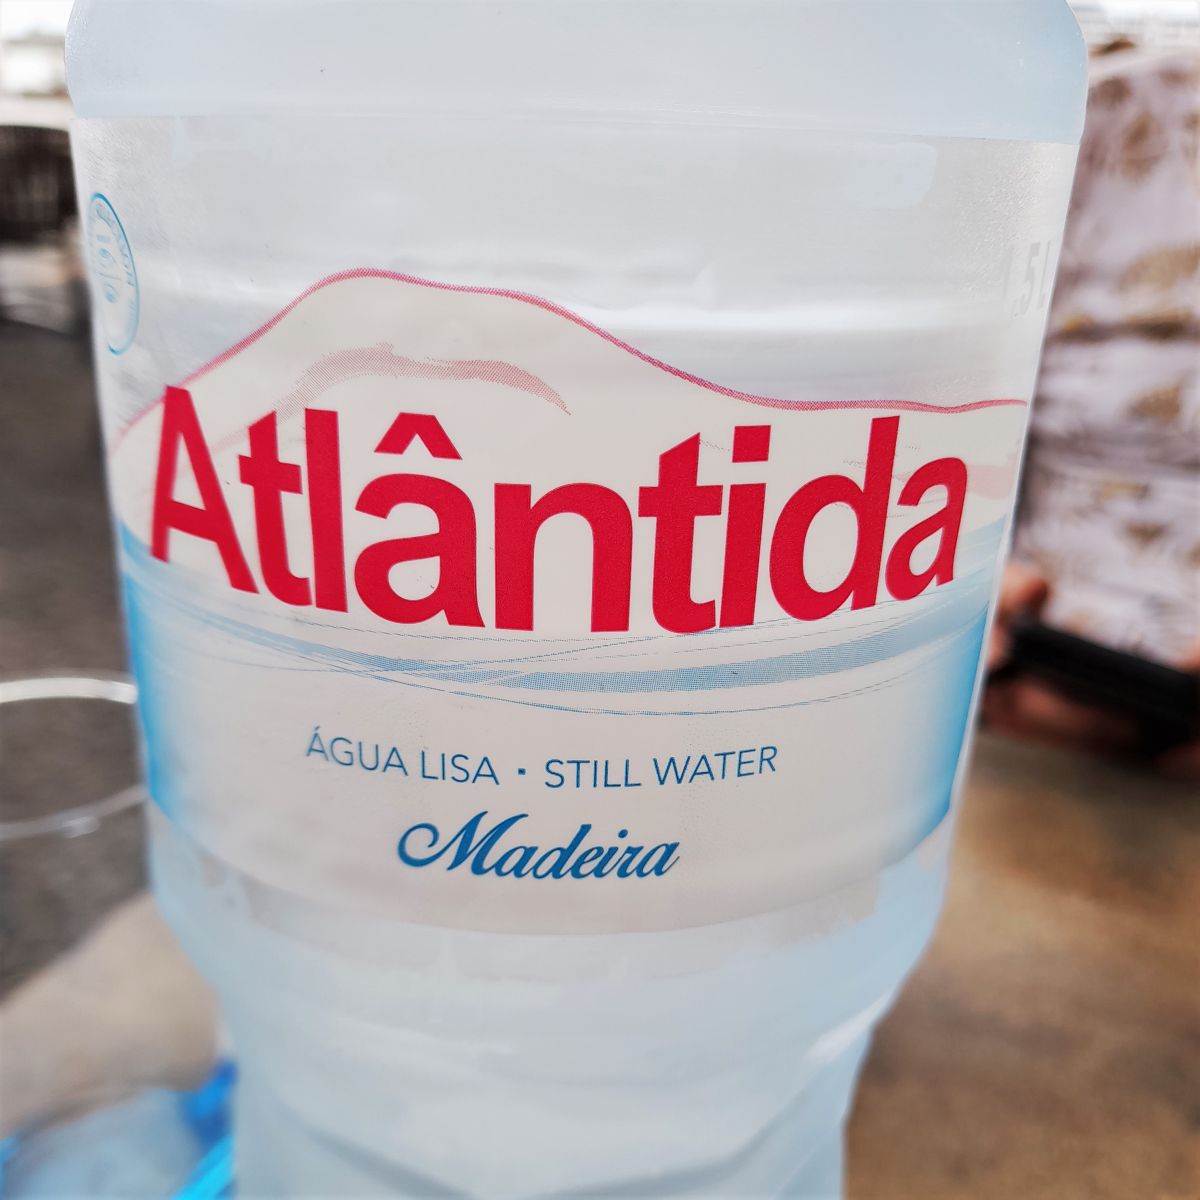 Atlântida
ÁGUA LISA · STILL WATER
Madeira